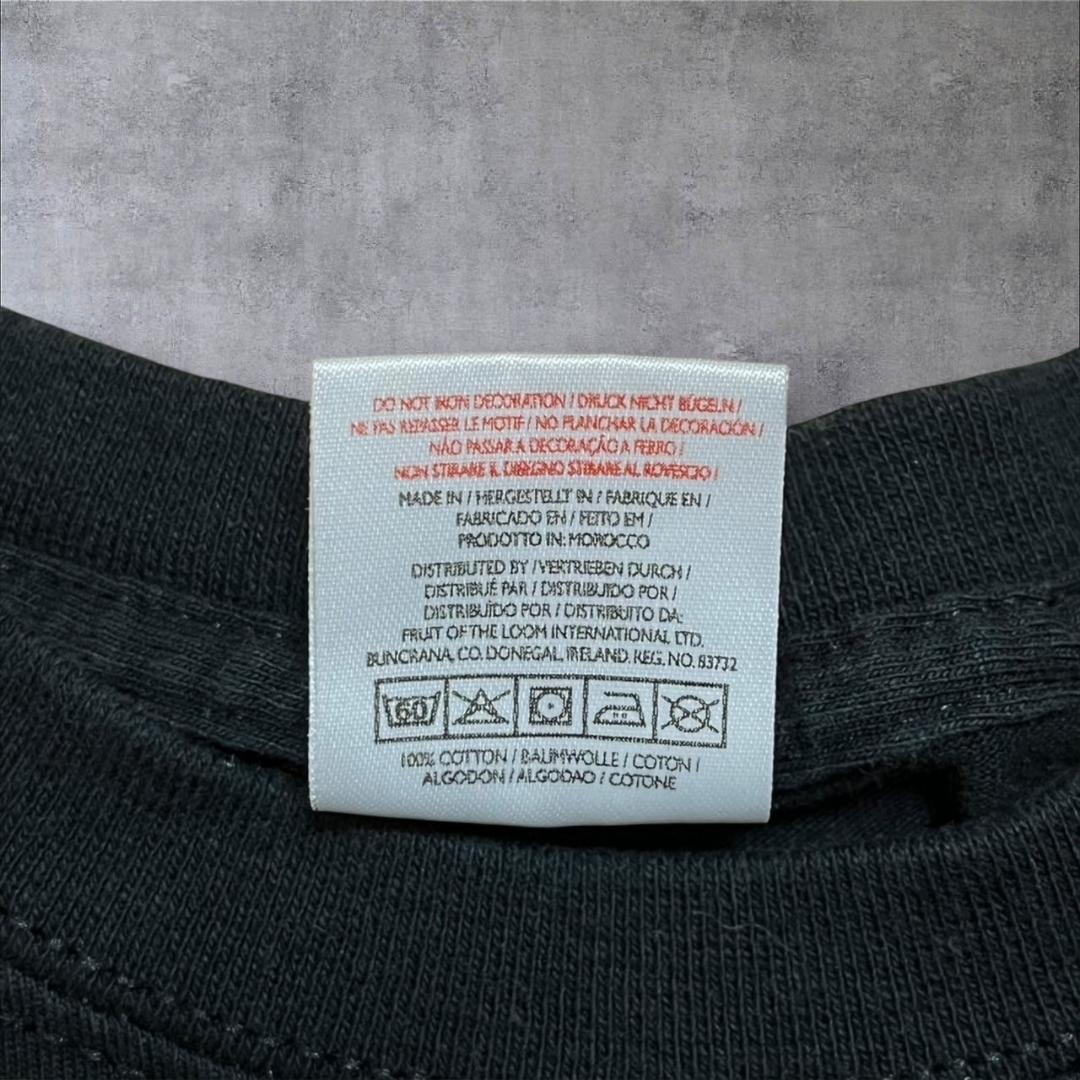 DO NOT IRON DECORATION / DRUCK NICHT BÜGELN /
NE PAS REPASSER LE MOTIF / NO PLANCHAR LA DECORACIÓN /
NÃO PASSAR A DECORAÇÃO A FERRO /
NON STIRARE IL DISEGNO STIRARE AL ROVESCIO /
MADE IN / HERGESTELLT IN / FABRIQUE EN /
FABRICADO EN / FEITO EM /
PRODOTTO IN: MOROCCO
DISTRIBUTED BY / VERTRIEBEN DURCH /
DISTRIBUÉ PAR / DISTRIBUIDO POR /
DISTRIBUÍDO POR / DISTRIBUITO DA:
FRUIT OF THE LOOM INTERNATIONAL LTD.
BUNCRANA, CO. DONEGAL, IRELAND. REG. NO. 83732
60
100% COTTON / BAUMWOLLE / COTON /
ALGODON / ALGODAO / COTONE